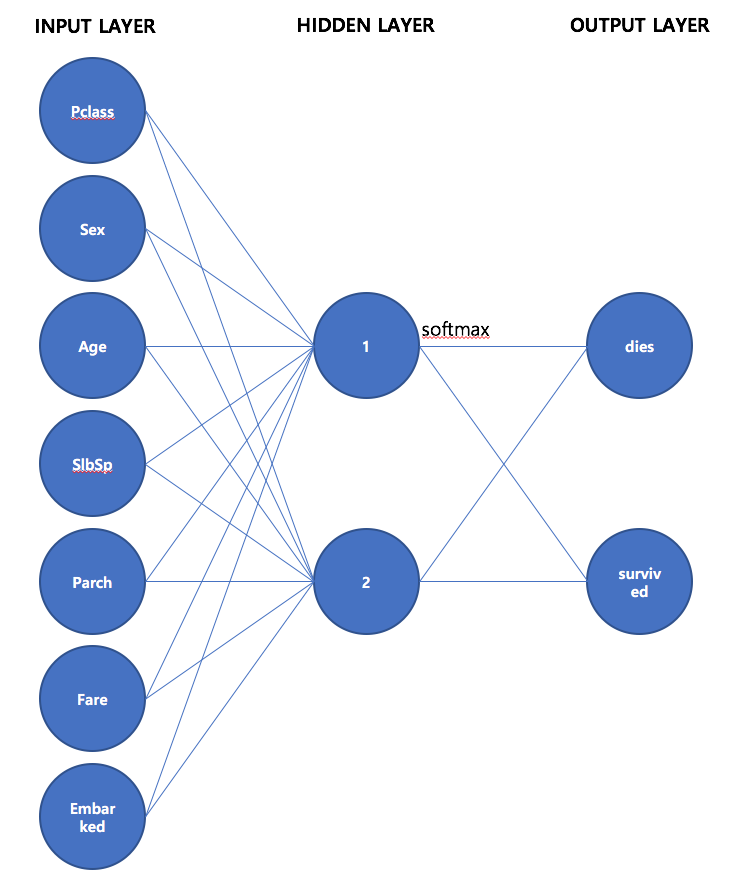 INPUT LAYER
HIDDEN LAYER
OUTPUT LAYER
Pclass
Sex
Age
SlbSp
Parch
Fare
Embar
ked
1
2
softmax
dies
surviv
ed